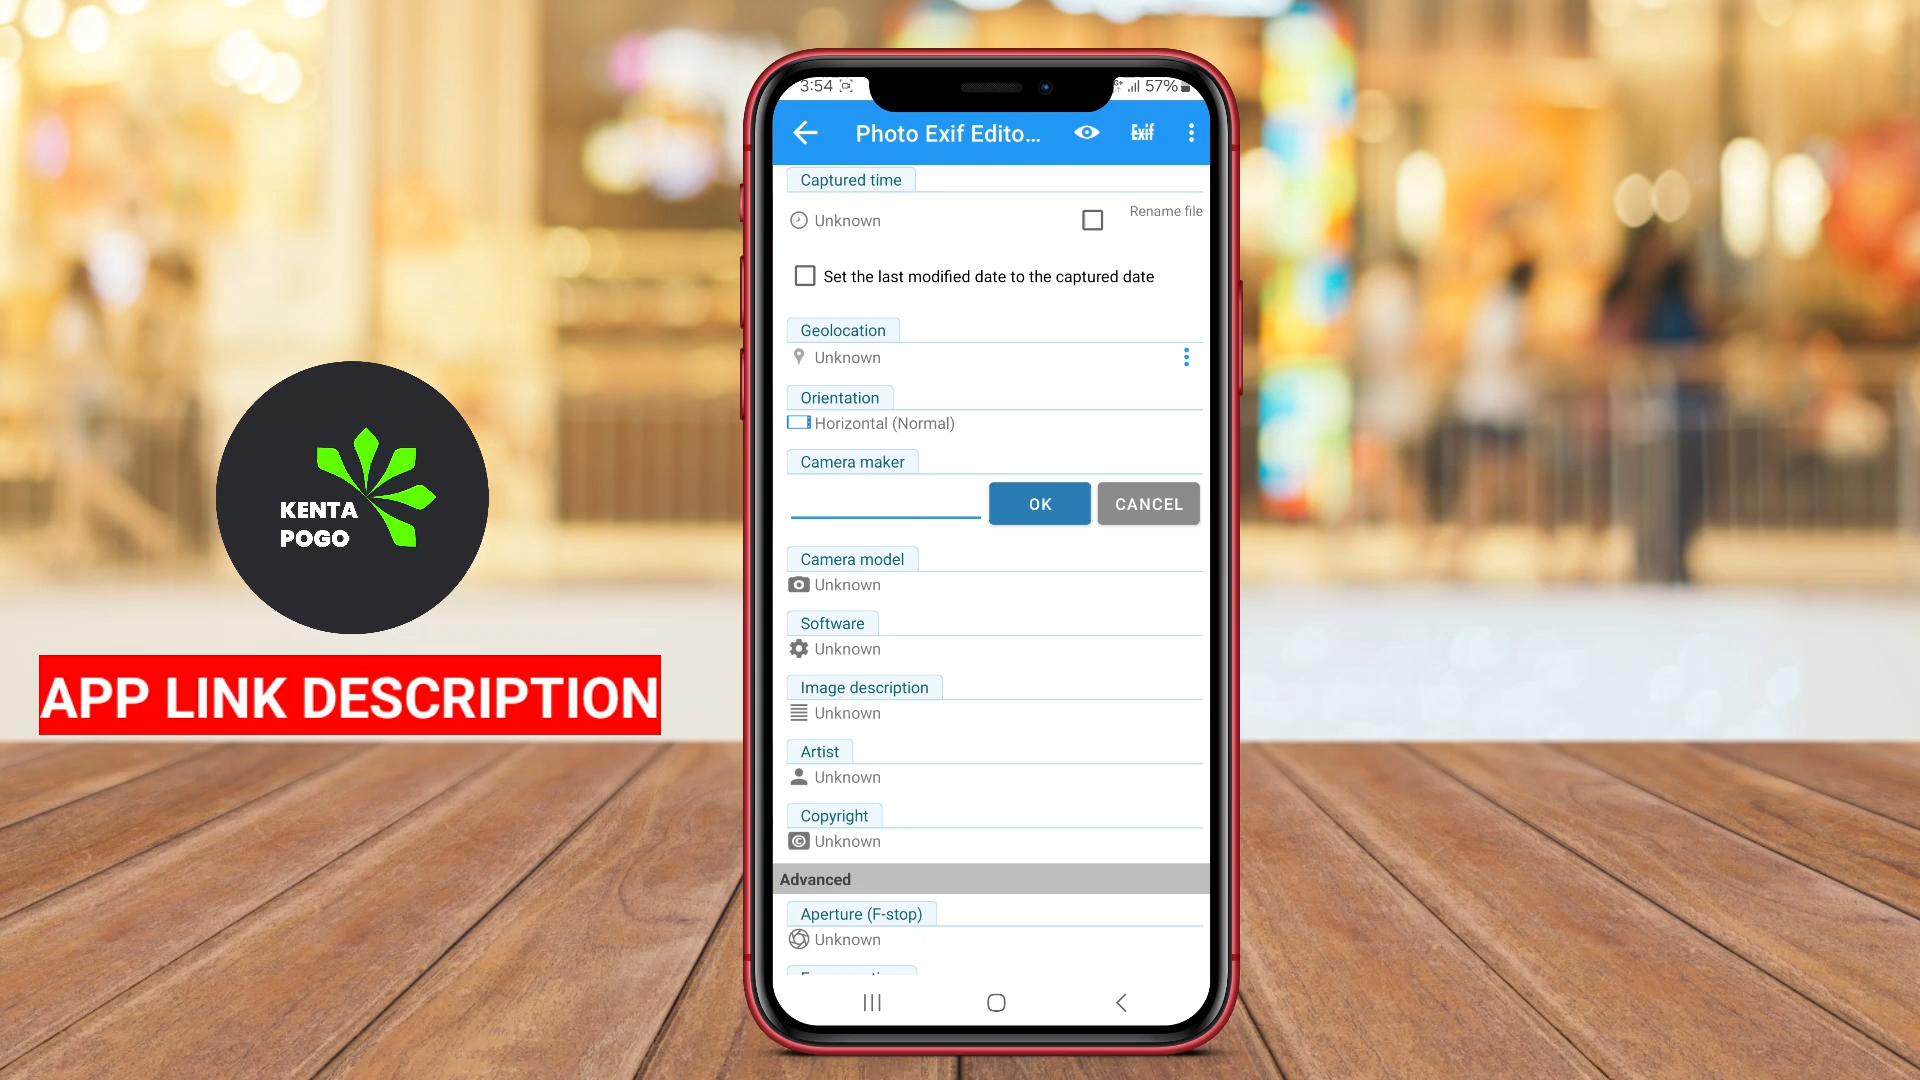 KENTA
POGO
APP LINK DESCRIPTION
3:54
57%
Photo Exif Edito...
Exif
Captured time
Unknown
Rename file
Set the last modified date to the captured date
Geolocation
Unknown
Orientation
Horizontal (Normal)
Camera maker
OK
CANCEL
Camera model
Unknown
Software
Unknown
Image description
Unknown
Artist
Unknown
Copyright
Unknown
Advanced
Aperture (F-stop)
Unknown